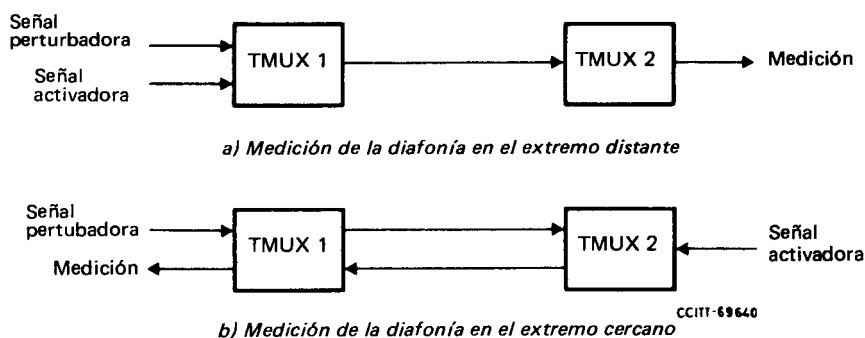 Señal
perturbadora
Señal
activadora
TMUX 1
TMUX 2
Medición
a) Medición de la diafonía en el extremo distante
Señal
pertubadora
Medición
TMUX 1
TMUX 2
Señal
activadora
CCITT-69640
b) Medición de la diafonía en el extremo cercano